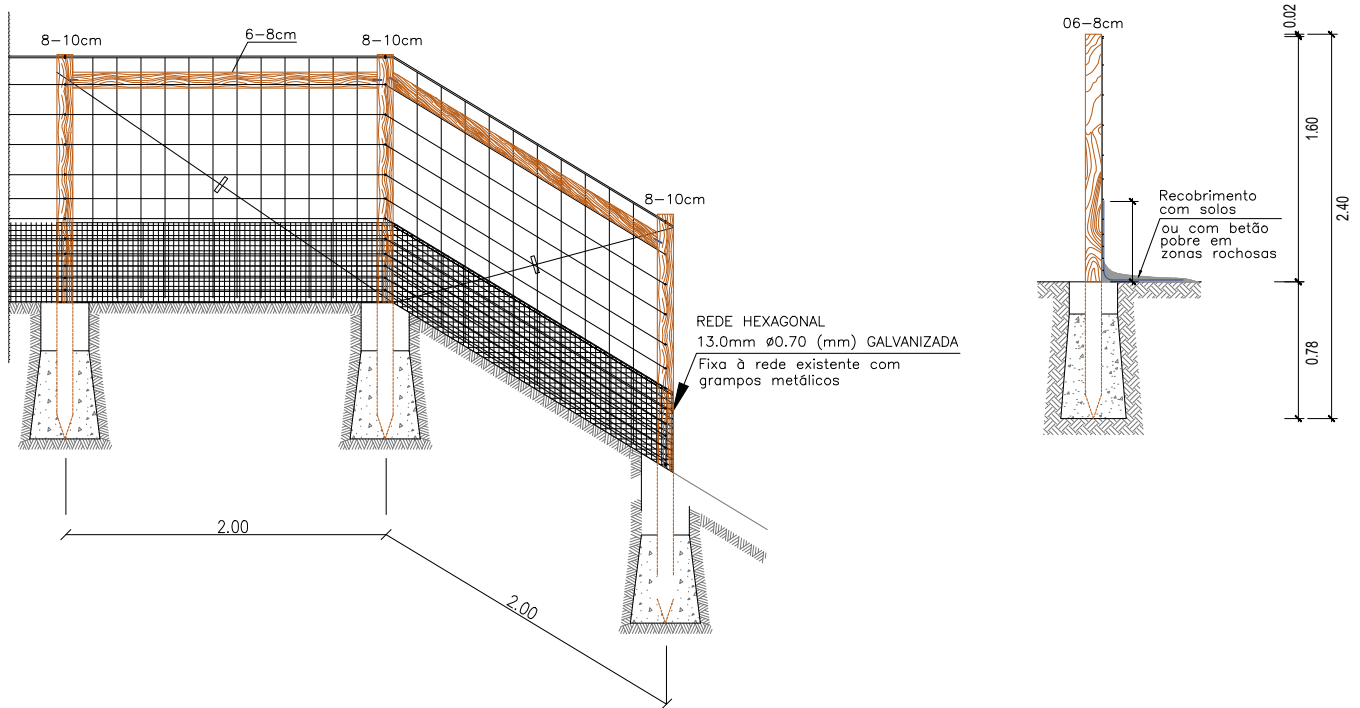 8-10cm
6-8cm
8-10cm
8-10cm
REDE HEXAGONAL
13.0mm ø0.70 (mm) GALVANIZADA
Fixa à rede existente com
grampos metálicos
2.00
2.00
06-8cm
Recobrimento
com solos
ou com betão
pobre em
zonas rochosas
0.02
1.60
2.40
0.78